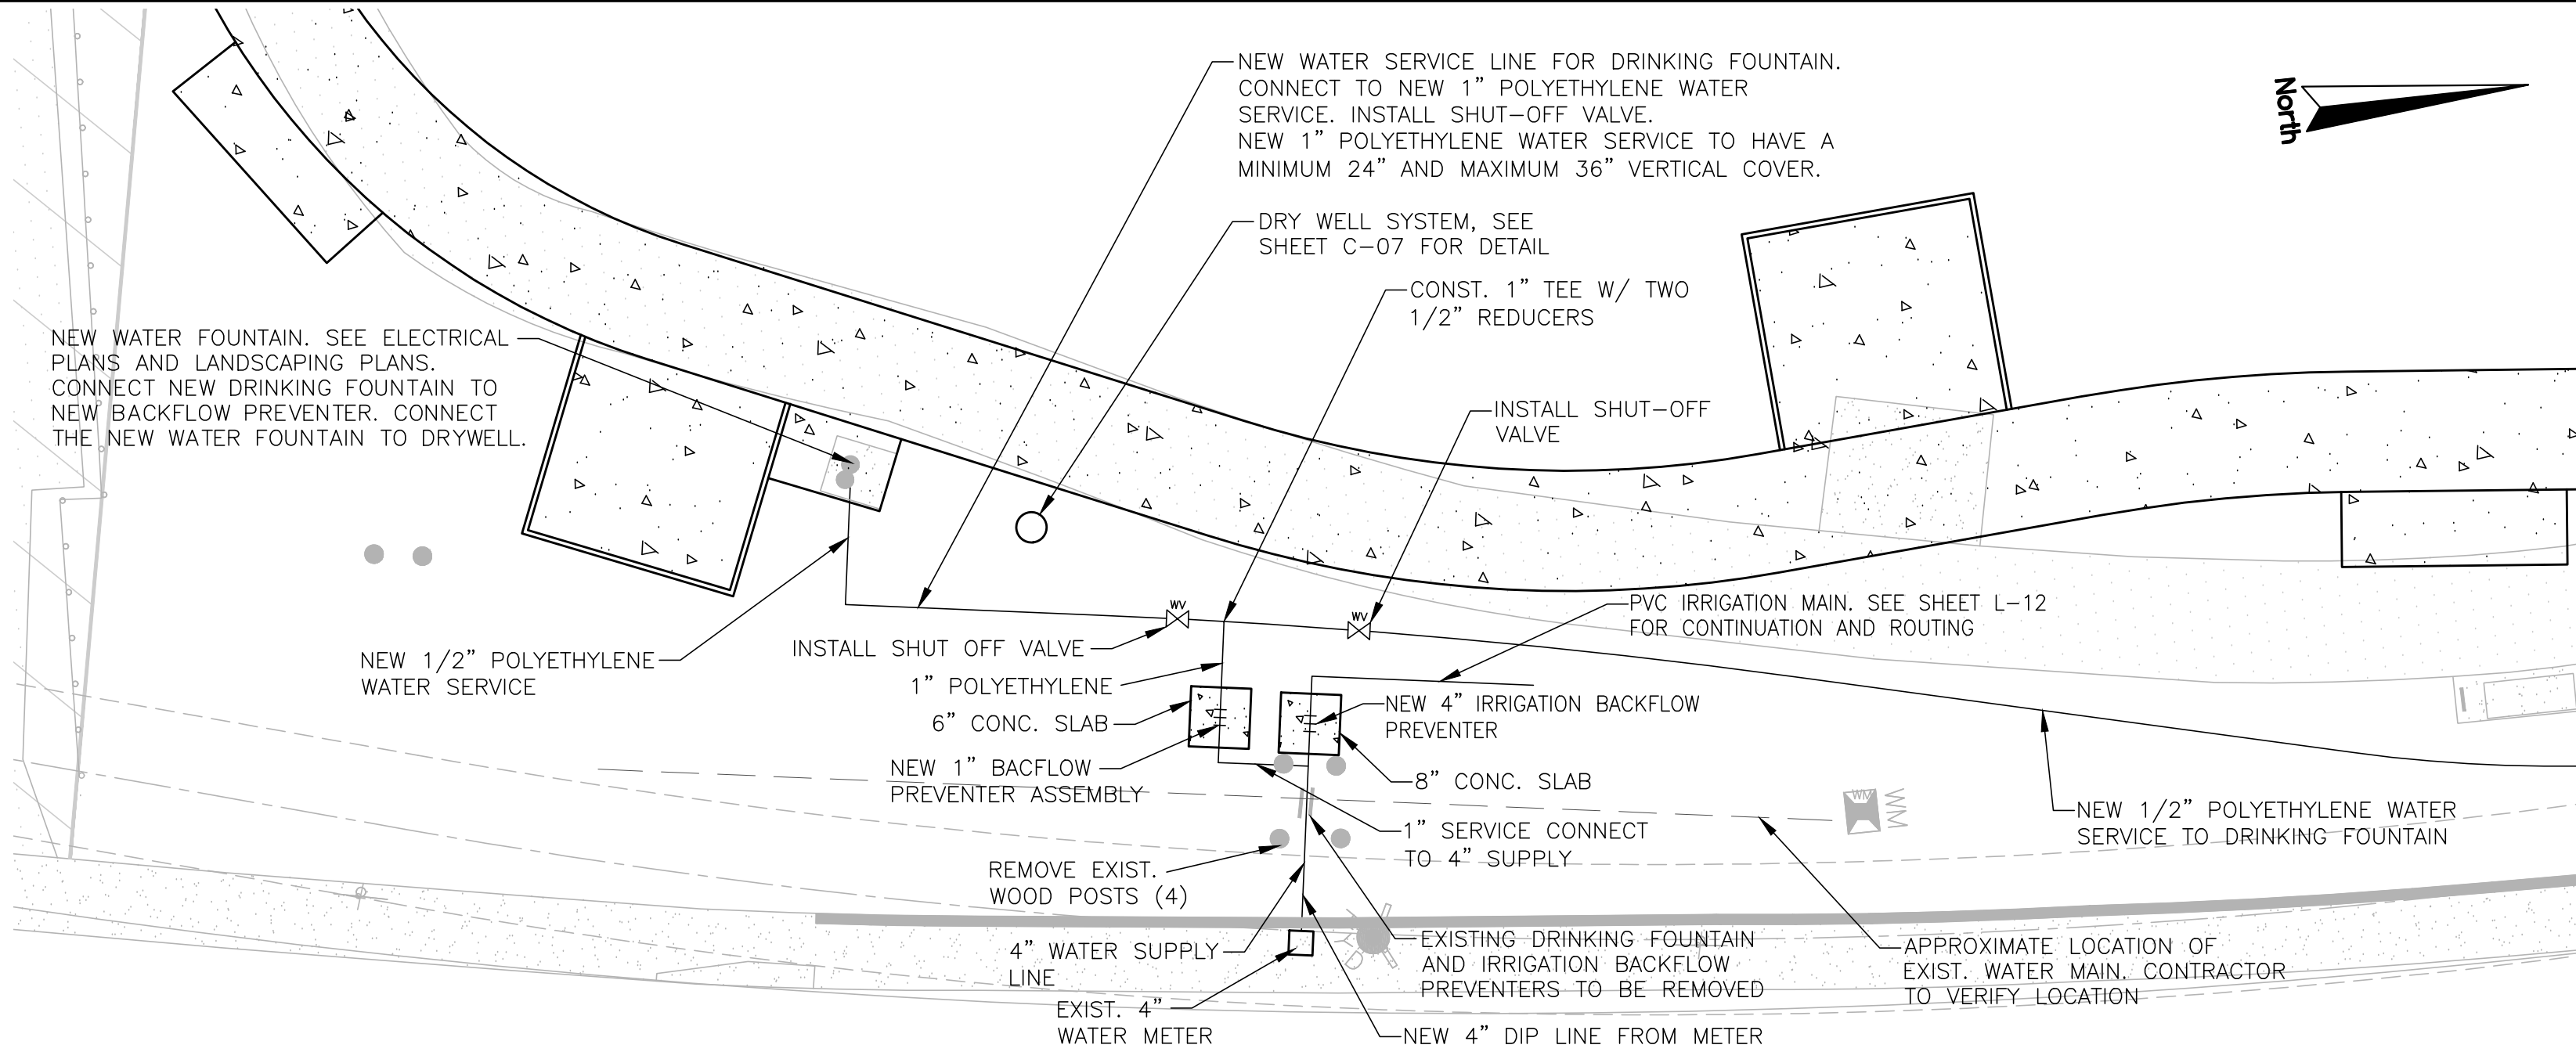 NEW WATER SERVICE LINE FOR DRINKING FOUNTAIN.
CONNECT TO NEW 1" POLYETHYLENE WATER
SERVICE. INSTALL SHUT-OFF VALVE.
NEW 1" POLYETHYLENE WATER SERVICE TO HAVE A
MINIMUM 24" AND MAXIMUM 36" VERTICAL COVER.
North
DRY WELL SYSTEM, SEE
SHEET C-07 FOR DETAIL
CONST. 1" TEE W/ TWO
1/2" REDUCERS
NEW WATER FOUNTAIN. SEE ELECTRICAL
PLANS AND LANDSCAPING PLANS.
CONNECT NEW DRINKING FOUNTAIN TO
NEW BACKFLOW PREVENTER. CONNECT
THE NEW WATER FOUNTAIN TO DRYWELL.
INSTALL SHUT-OFF
VALVE
WV
WV
PVC IRRIGATION MAIN. SEE SHEET L-12
FOR CONTINUATION AND ROUTING
INSTALL SHUT OFF VALVE
NEW 1/2" POLYETHYLENE
WATER SERVICE
1" POLYETHYLENE
6" CONC. SLAB
NEW 4" IRRIGATION BACKFLOW
PREVENTER
NEW 1" BACFLOW
PREVENTER ASSEMBLY
8" CONC. SLAB
WM
NEW 1/2" POLYETHYLENE WATER
SERVICE TO DRINKING FOUNTAIN
1" SERVICE CONNECT
TO 4" SUPPLY
REMOVE EXIST.
WOOD POSTS (4)
4" WATER SUPPLY
LINE
EXISTING DRINKING FOUNTAIN
AND IRRIGATION BACKFLOW
PREVENTERS TO BE REMOVED
APPROXIMATE LOCATION OF
EXIST. WATER MAIN. CONTRACTOR
TO VERIFY LOCATION
EXIST. 4"
WATER METER
NEW 4" DIP LINE FROM METER